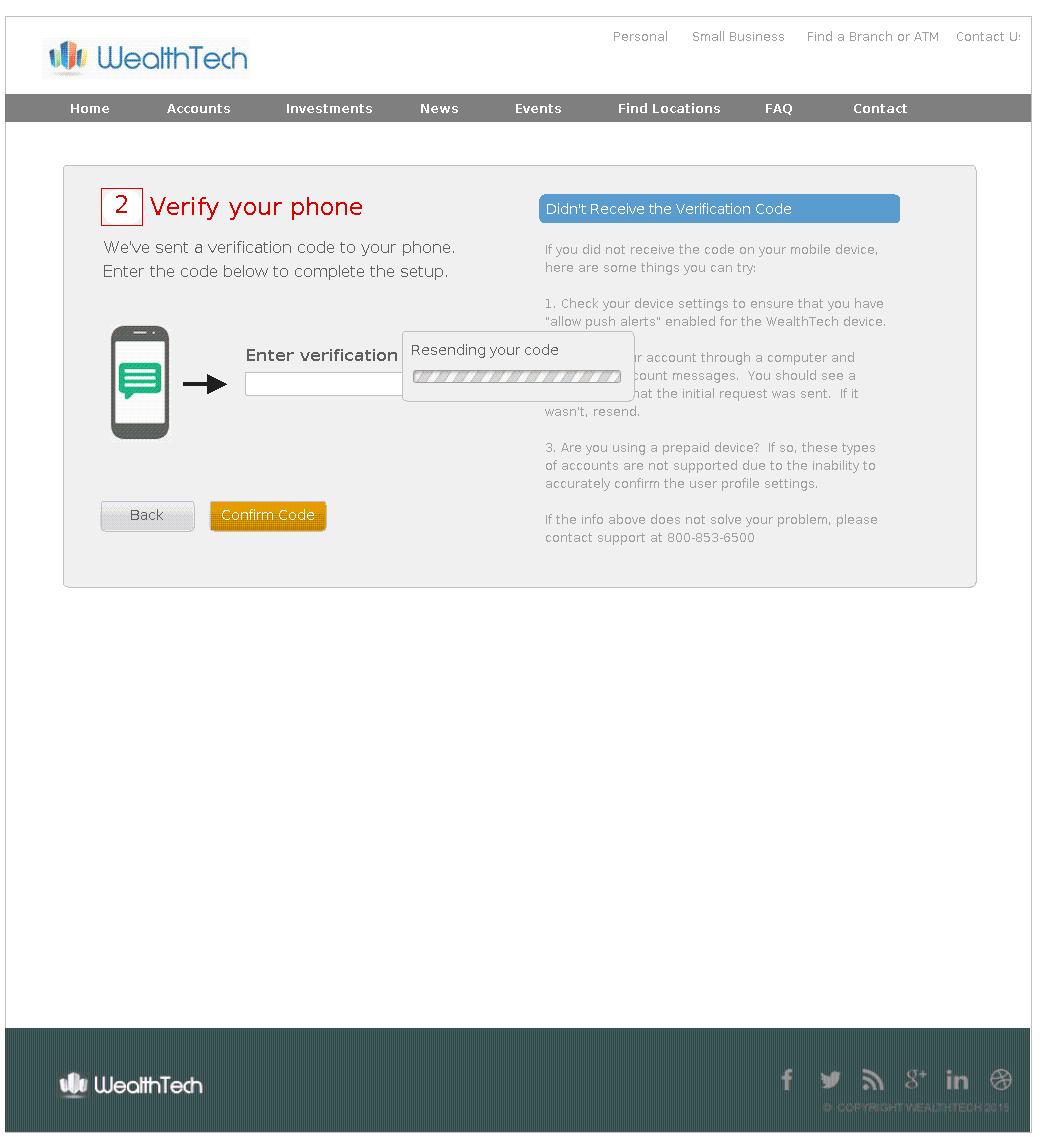 WealthTech
Personal Small Business Find a Branch or ATM Contact Us
Home Accounts Investments News Events Find Locations FAQ Contact
2 Verify your phone
We've sent a verification code to your phone.
Enter the code below to complete the setup.
Enter verification
Resending your code
Back Confirm Code
Didn't Receive the Verification Code
If you did not receive the code on your mobile device,
here are some things you can try:
1. Check your device settings to ensure that you have
"allow push alerts" enabled for the WealthTech device.
account through a computer and
messages. You should see a
that the initial request was sent. If it
wasn't, resend.
3. Are you using a prepaid device? If so, these types
of accounts are not supported due to the inability to
accurately confirm the user profile settings.
If the info above does not solve your problem, please
contact support at 800-853-6500
WealthTech
© COPYRIGHT WEALTHTECH 2015